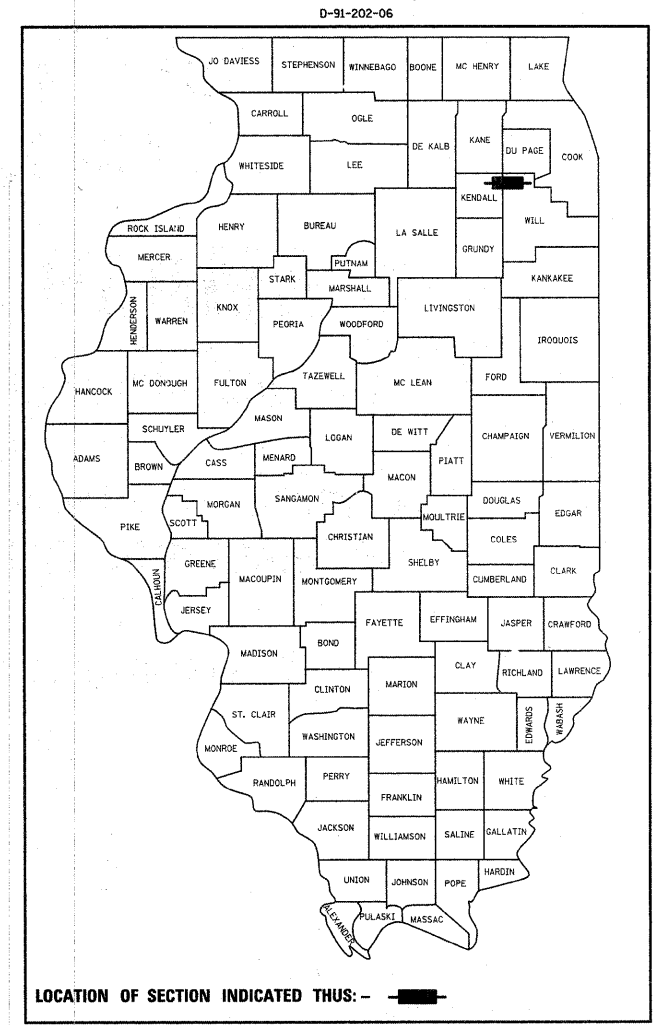 D-91-202-06
JO DAVIESS
STEPHENSON
WINNEBAGO
BOONE
MC HENRY
LAKE
CARROLL
OGLE
DE KALB
KANE
DU PAGE
COOK
WHITESIDE
LEE
KENDALL
WILL
ROCK ISLAND
HENRY
BUREAU
LA SALLE
GRUNDY
MERCER
PUTNAM
STARK
MARSHALL
KANKAKEE
HENDERSON
WARREN
KNOX
PEORIA
WOODFORD
LIVINGSTON
IROQUOIS
HANCOCK
MC DONOUGH
FULTON
TAZEWELL
MC LEAN
FORD
MASON
SCHUYLER
LOGAN
DE WITT
PIATT
CHAMPAIGN
VERMILION
ADAMS
BROWN
CASS
MENARD
MACON
MORGAN
SANGAMON
DOUGLAS
EDGAR
PIKE
SCOTT
CHRISTIAN
MOULTRIE
COLES
SHELBY
CALHOUN
GREENE
MACOUPIN
MONTGOMERY
CUMBERLAND
CLARK
JERSEY
FAYETTE
EFFINGHAM
JASPER
CRAWFORD
MADISON
BOND
CLAY
RICHLAND
LAWRENCE
CLINTON
MARION
ST. CLAIR
WAYNE
EDWARDS
WABASH
WASHINGTON
JEFFERSON
MONROE
RANDOLPH
PERRY
HAMILTON
WHITE
FRANKLIN
JACKSON
WILLIAMSON
SALINE
GALLATIN
UNION
JOHNSON
POPE
HARDIN
ALEXANDER
PULASKI
MASSAC
LOCATION OF SECTION INDICATED THUS: -